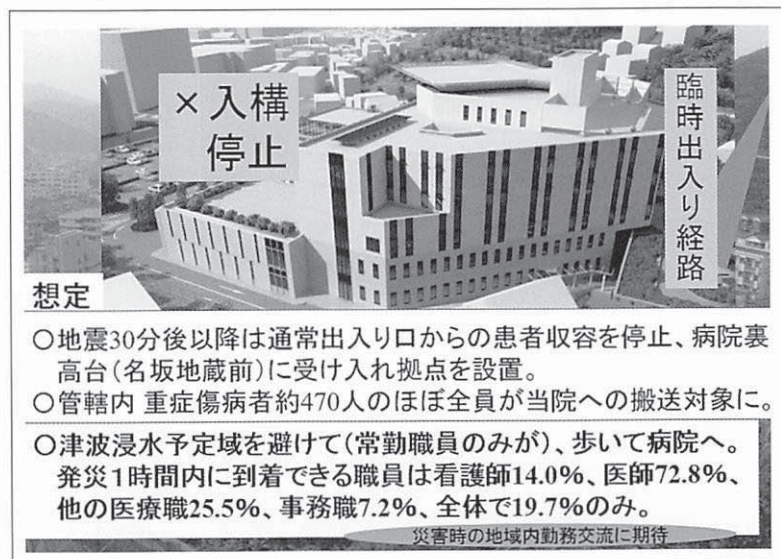 × 入構
停止
臨時出入り経路
想定
○地震30分後以降は通常出入り口からの患者収容を停止、病院裏
高台(名坂地蔵前)に受け入れ拠点を設置。
○管轄内 重症傷病者約470人のほぼ全員が当院への搬送対象に。
○津波浸水予定域を避けて(常勤職員のみが)、歩いて病院へ。
発災1時間内に到着できる職員は看護師14.0%、医師72.8%、
他の医療職25.5%、事務職7.2%、全体で19.7%のみ。
災害時の地域内勤務交流に期待